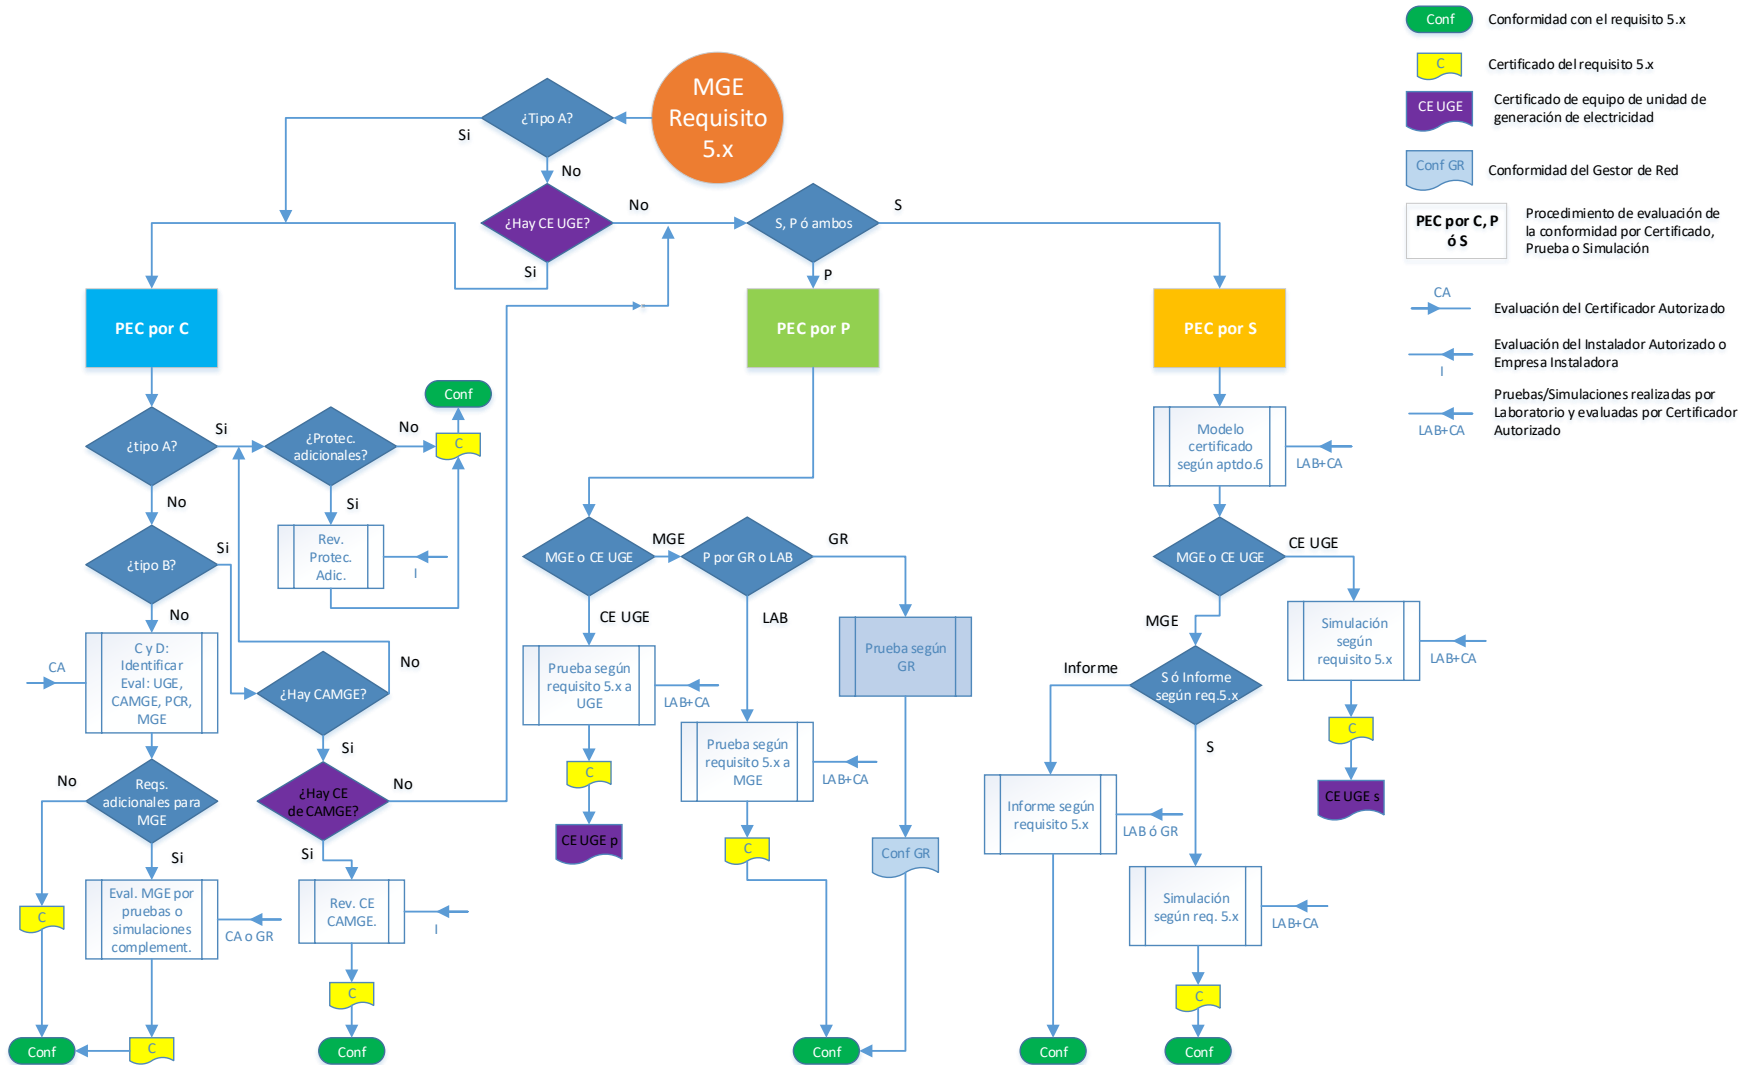 MGE
Requisito
5.x
¿Tipo A?
Si
No
¿Hay CE UGE?
No
Si
S, P ó ambos
S
P
PEC por C
PEC por P
PEC por S
¿tipo A?
Si
No
¿Protec.
adicionales?
No
Si
C
Conf
Rev.
Protec.
Adic.
I
¿tipo B?
Si
No
C y D:
Identificar
Eval: UGE,
CAMGE, PCR,
MGE
CA
¿Hay CAMGE?
No
Si
Reqs.
adicionales para
MGE
No
Si
¿Hay CE
de CAMGE?
No
Si
C
Eval. MGE por
pruebas o
simulaciones
complement.
CA o GR
Rev. CE
CAMGE.
I
C
C
Conf
Conf
MGE o CE UGE
MGE
CE UGE
P por GR o LAB
GR
LAB
Prueba según
requisito 5.x a
UGE
LAB+CA
C
CE UGE p
Prueba según
requisito 5.x a
MGE
LAB+CA
C
Prueba según
GR
Conf GR
Conf
Modelo
certificado
según aptdo.6
LAB+CA
MGE o CE UGE
CE UGE
MGE
Simulación
según
requisito 5.x
LAB+CA
C
CE UGE s
S ó Informe
según req.5.x
Informe
S
Informe según
requisito 5.x
LAB ó GR
Conf
Simulación
según req. 5.x
LAB+CA
C
Conf
Conf
Conformidad con el requisito 5.x
C
Certificado del requisito 5.x
CE UGE
Certificado de equipo de unidad de
generación de electricidad
Conf GR
Conformidad del Gestor de Red
PEC por C, P
ó S
Procedimiento de evaluación de
la conformidad por Certificado,
Prueba o Simulación
CA
Evaluación del Certificador Autorizado
I
Evaluación del Instalador Autorizado o
Empresa Instaladora
LAB+CA
Pruebas/Simulaciones realizadas por
Laboratorio y evaluadas por Certificador
Autorizado